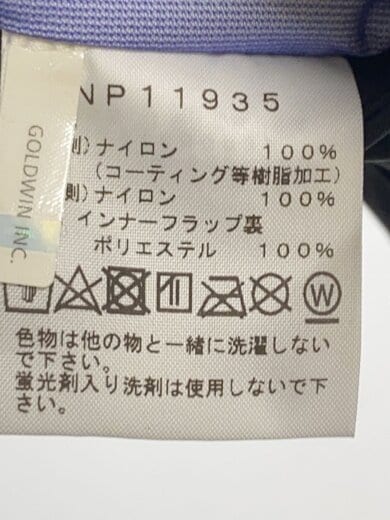 NP11935
側)ナイロン 100%
(コーティング等樹脂加工)
側)ナイロン 100%
インナーフラップ裏
ポリエステル 100%
W
色物は他の物と一緒に洗濯しない
で下さい。
蛍光剤入り洗剤は使用しないで下
さい。
GOLDWIN INC.